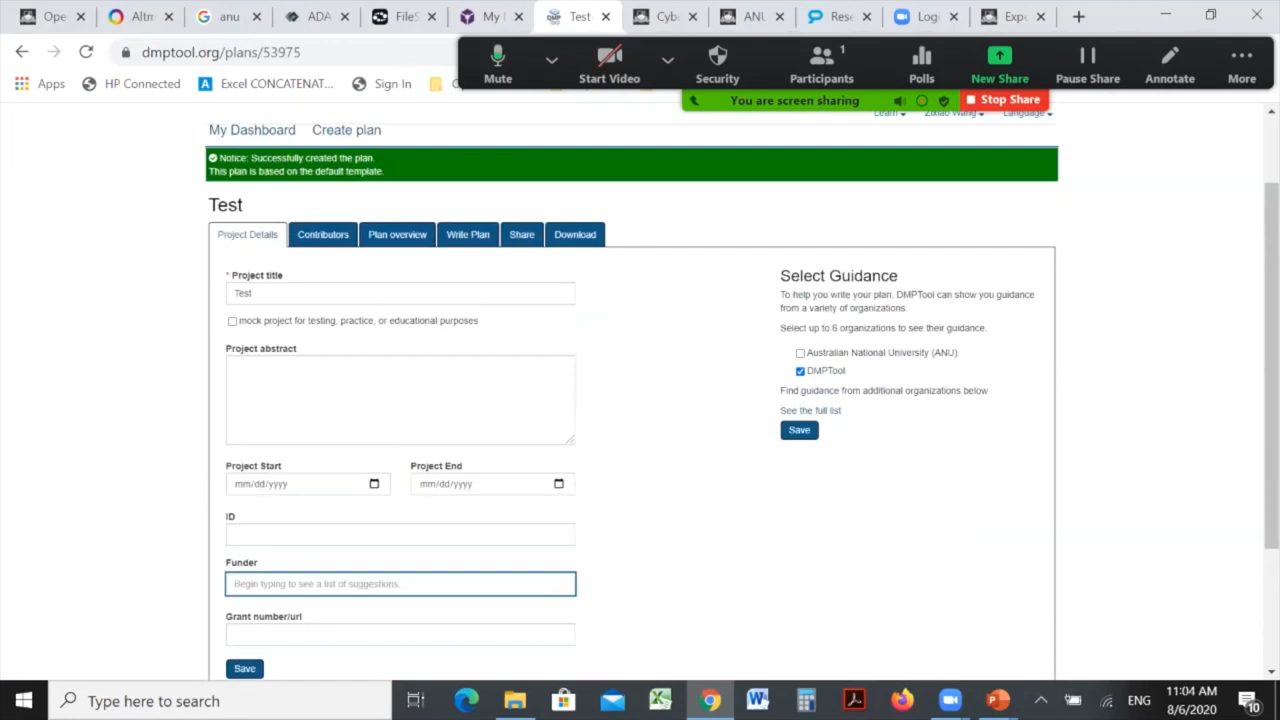 Ope
Altm
anu
ADA
FileS
My I
Test
Cyb
ANU
Rese
Logi
Exp
dmptool.org/plans/53975
Mute
Start Video
Security
1
Participants
Polls
New Share
Pause Share
Annotate
More
You are screen sharing
Stop Share
Apps
HP Connected
Excel CONCATENAT...
Sign In
Learn
Zixiao Wang
Language
My Dashboard
Create plan
Notice: Successfully created the plan.
This plan is based on the default template.
Test
Project Details
Contributors
Plan overview
Write Plan
Share
Download
* Project title
Test
mock project for testing, practice, or educational purposes
Project abstract
Project Start
Project End
mm/dd/yyyy
mm/dd/yyyy
ID
Funder
Begin typing to see a list of suggestions.
Grant number/url
Save
Select Guidance
To help you write your plan, DMPTool can show you guidance
from a variety of organizations.
Select up to 6 organizations to see their guidance.
Australian National University (ANU)
DMPTool
Find guidance from additional organizations below
See the full list
Save
Type here to search
ENG
11:04 AM
8/6/2020
10